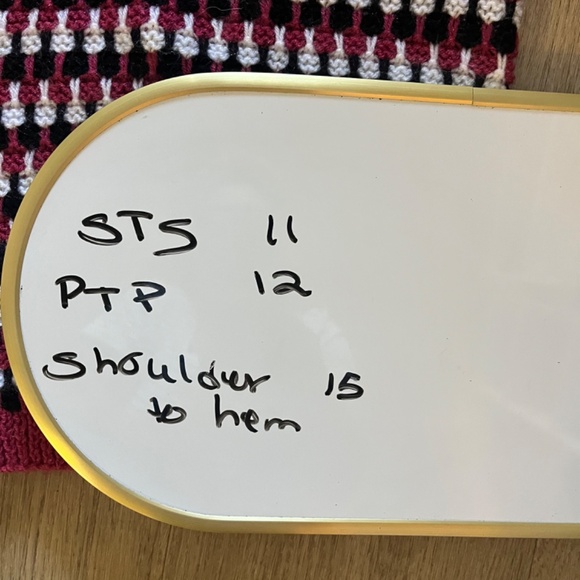 STS 11
PTP 12
Shoulder 15
to hem